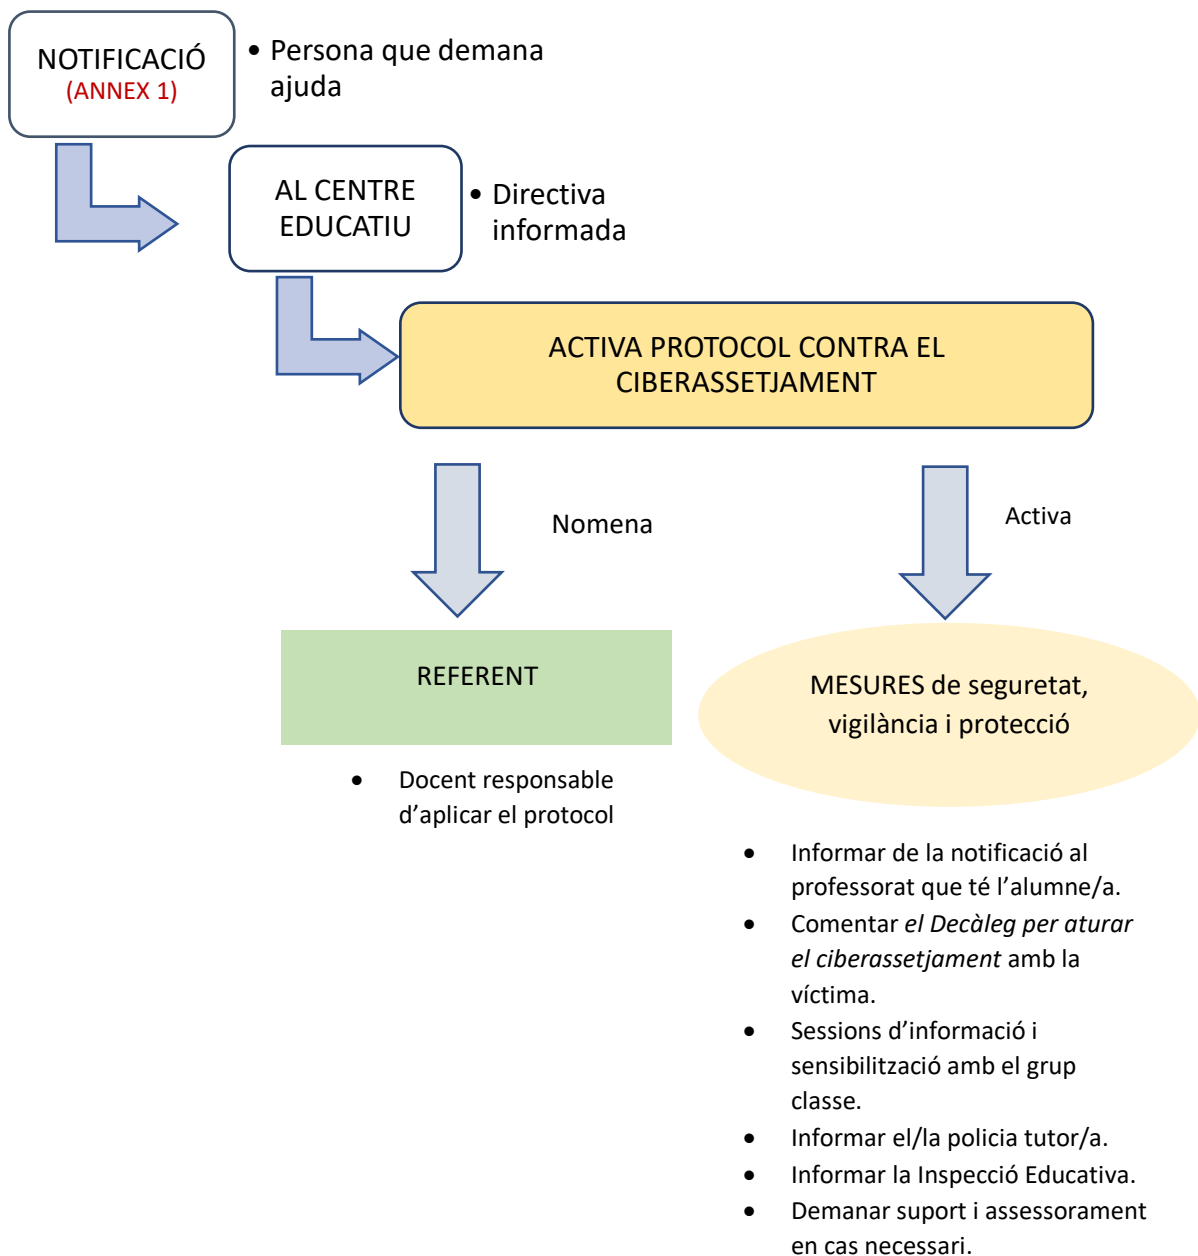 NOTIFICACIÓ
(ANNEX 1)
• Persona que demana
ajuda
AL CENTRE
EDUCATIU
• Directiva
informada
ACTIVA PROTOCOL CONTRA EL
CIBERASSETJAMENT
Nomena
Activa
REFERENT
MESURES de seguretat,
vigilància i protecció
• Docent responsable
d’aplicar el protocol
• Informar de la notificació al
professorat que té l’alumne/a.
• Comentar el Decàleg per aturar
el ciberassetjament amb la
víctima.
• Sessions d’informació i
sensibilització amb el grup
classe.
• Informar el/la policia tutor/a.
• Informar la Inspecció Educativa.
• Demanar suport i assessorament
en cas necessari.